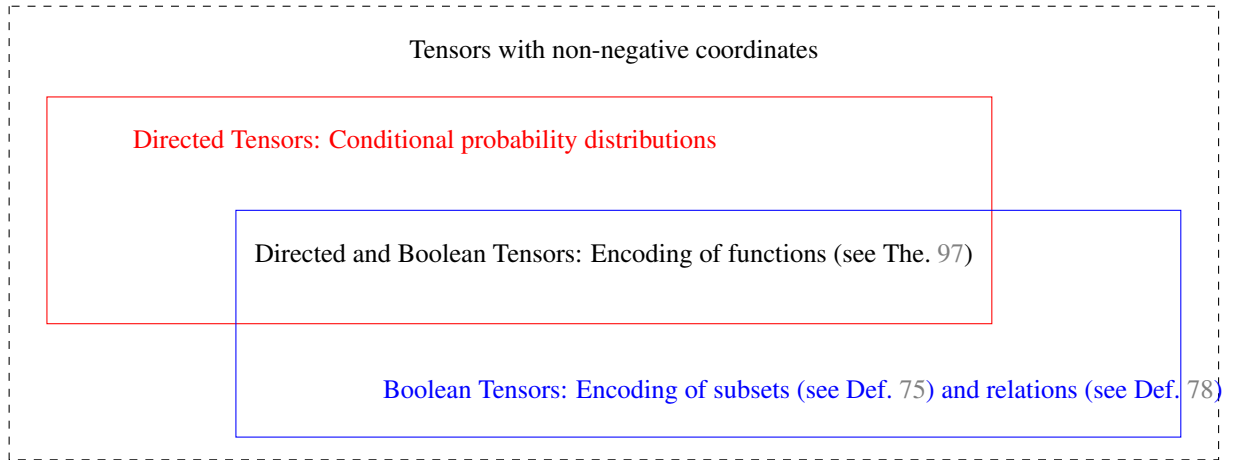 Tensors with non-negative coordinates
Directed Tensors: Conditional probability distributions
Directed and Boolean Tensors: Encoding of functions (see The. 97)
Boolean Tensors: Encoding of subsets (see Def. 75) and relations (see Def. 78)